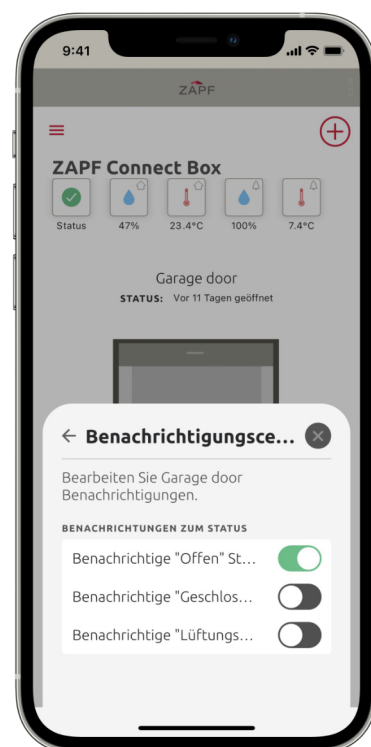 9:41
ZAPF
ZAPF Connect Box
Status 47% 23.4°C 100% 7.4°C
Garage door
STATUS: Vor 11 Tagen geöffnet
Benachrichtigungsce...
Bearbeiten Sie Garage door
Benachrichtigungen.
BENACHRICHTUNGEN ZUM STATUS
Benachrichtige "Offen" St...
Benachrichtige "Geschlos...
Benachrichtige "Lüftungs...